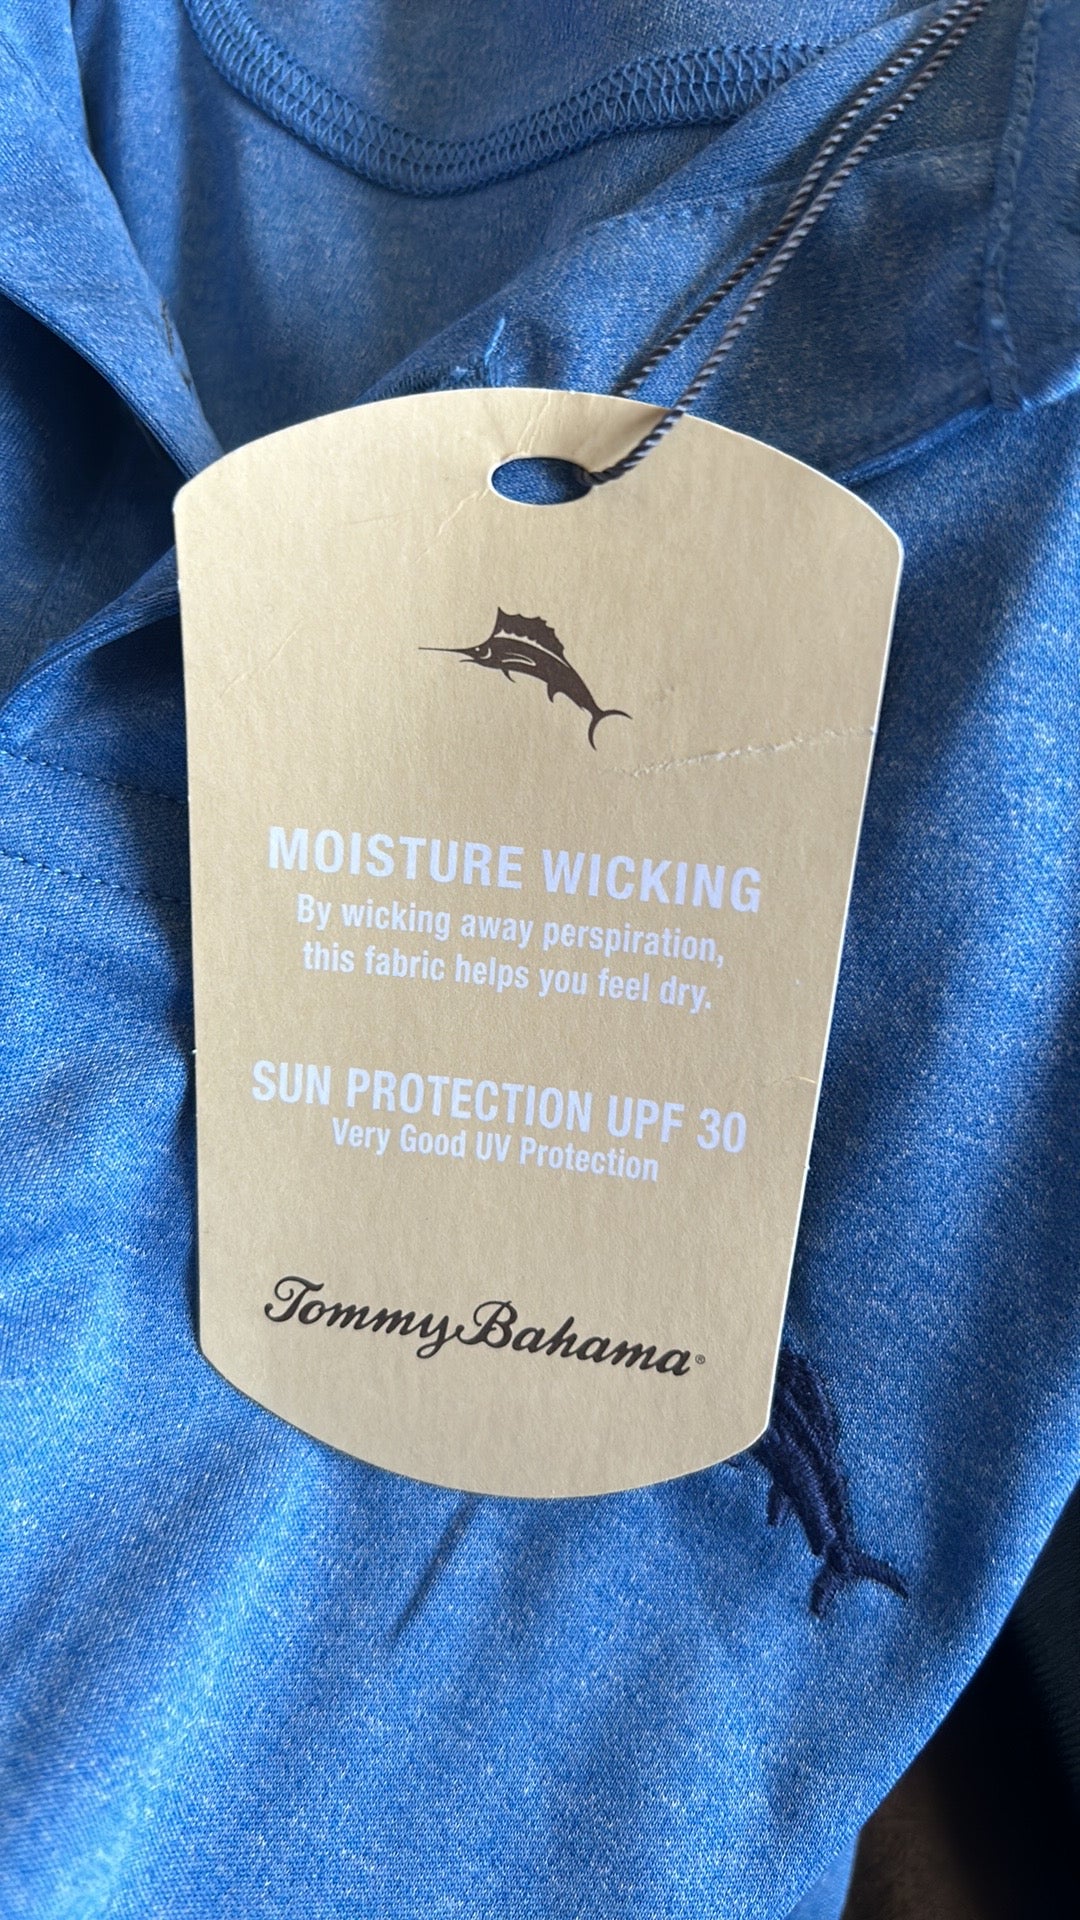 MOISTURE WICKING
By wicking away perspiration,
this fabric helps you feel dry.
SUN PROTECTION UPF 30
Very Good UV Protection
Tommy Bahama®